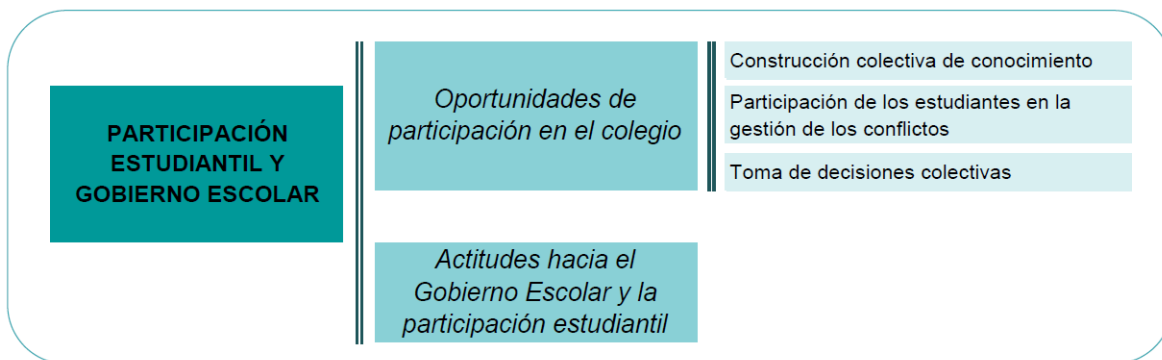 PARTICIPACIÓN
ESTUDIANTIL Y
GOBIERNO ESCOLAR
Oportunidades de
participación en el colegio
Construcción colectiva de conocimiento
Participación de los estudiantes en la
gestión de los conflictos
Toma de decisiones colectivas
Actitudes hacia el
Gobierno Escolar y la
participación estudiantil